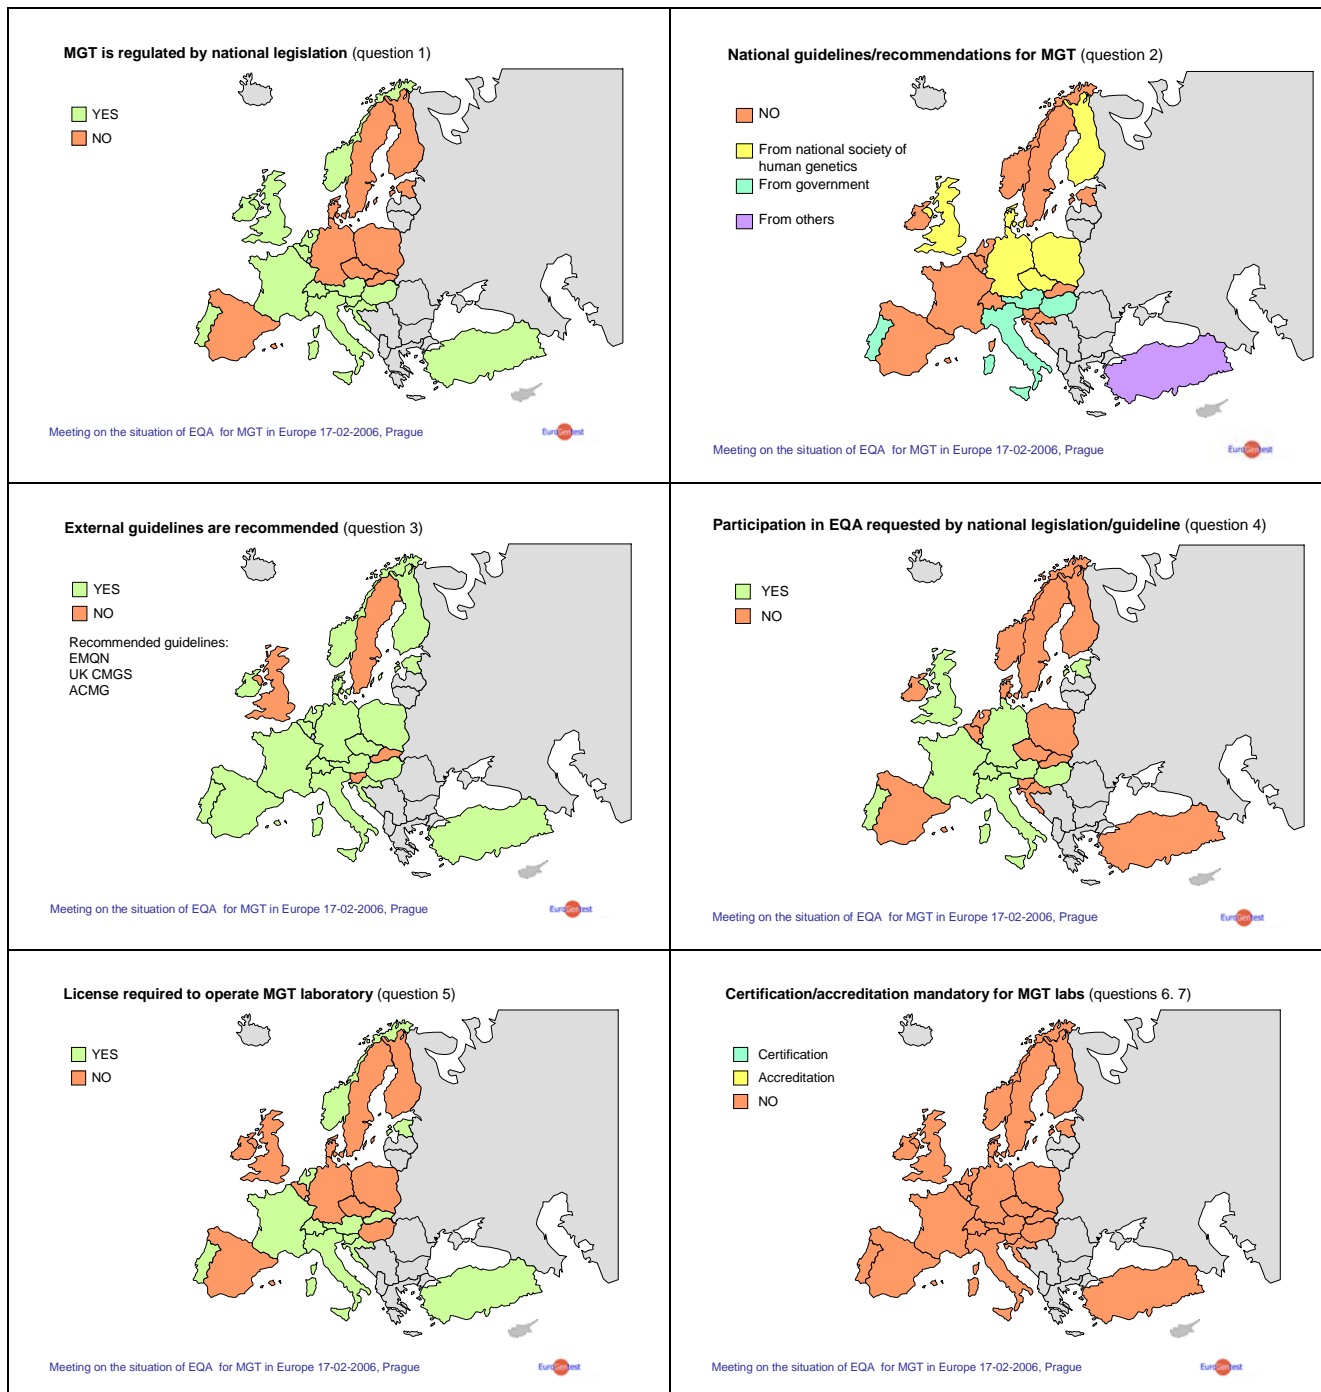 MGT is regulated by national legislation (question 1)
YES
NO
Meeting on the situation of EQA for MGT in Europe 17-02-2006, Prague
EuroGentest
National guidelines/recommendations for MGT (question 2)
NO
From national society of
human genetics
From government
From others
Meeting on the situation of EQA for MGT in Europe 17-02-2006, Prague
EuroGentest
External guidelines are recommended (question 3)
YES
NO
Recommended guidelines:
EMQN
UK CMGS
ACMG
Meeting on the situation of EQA for MGT in Europe 17-02-2006, Prague
EuroGentest
Participation in EQA requested by national legislation/guideline (question 4)
YES
NO
Meeting on the situation of EQA for MGT in Europe 17-02-2006, Prague
EuroGentest
License required to operate MGT laboratory (question 5)
YES
NO
Meeting on the situation of EQA for MGT in Europe 17-02-2006, Prague
EuroGentest
Certification/accreditation mandatory for MGT labs (questions 6. 7)
Certification
Accreditation
NO
Meeting on the situation of EQA for MGT in Europe 17-02-2006, Prague
EuroGentest